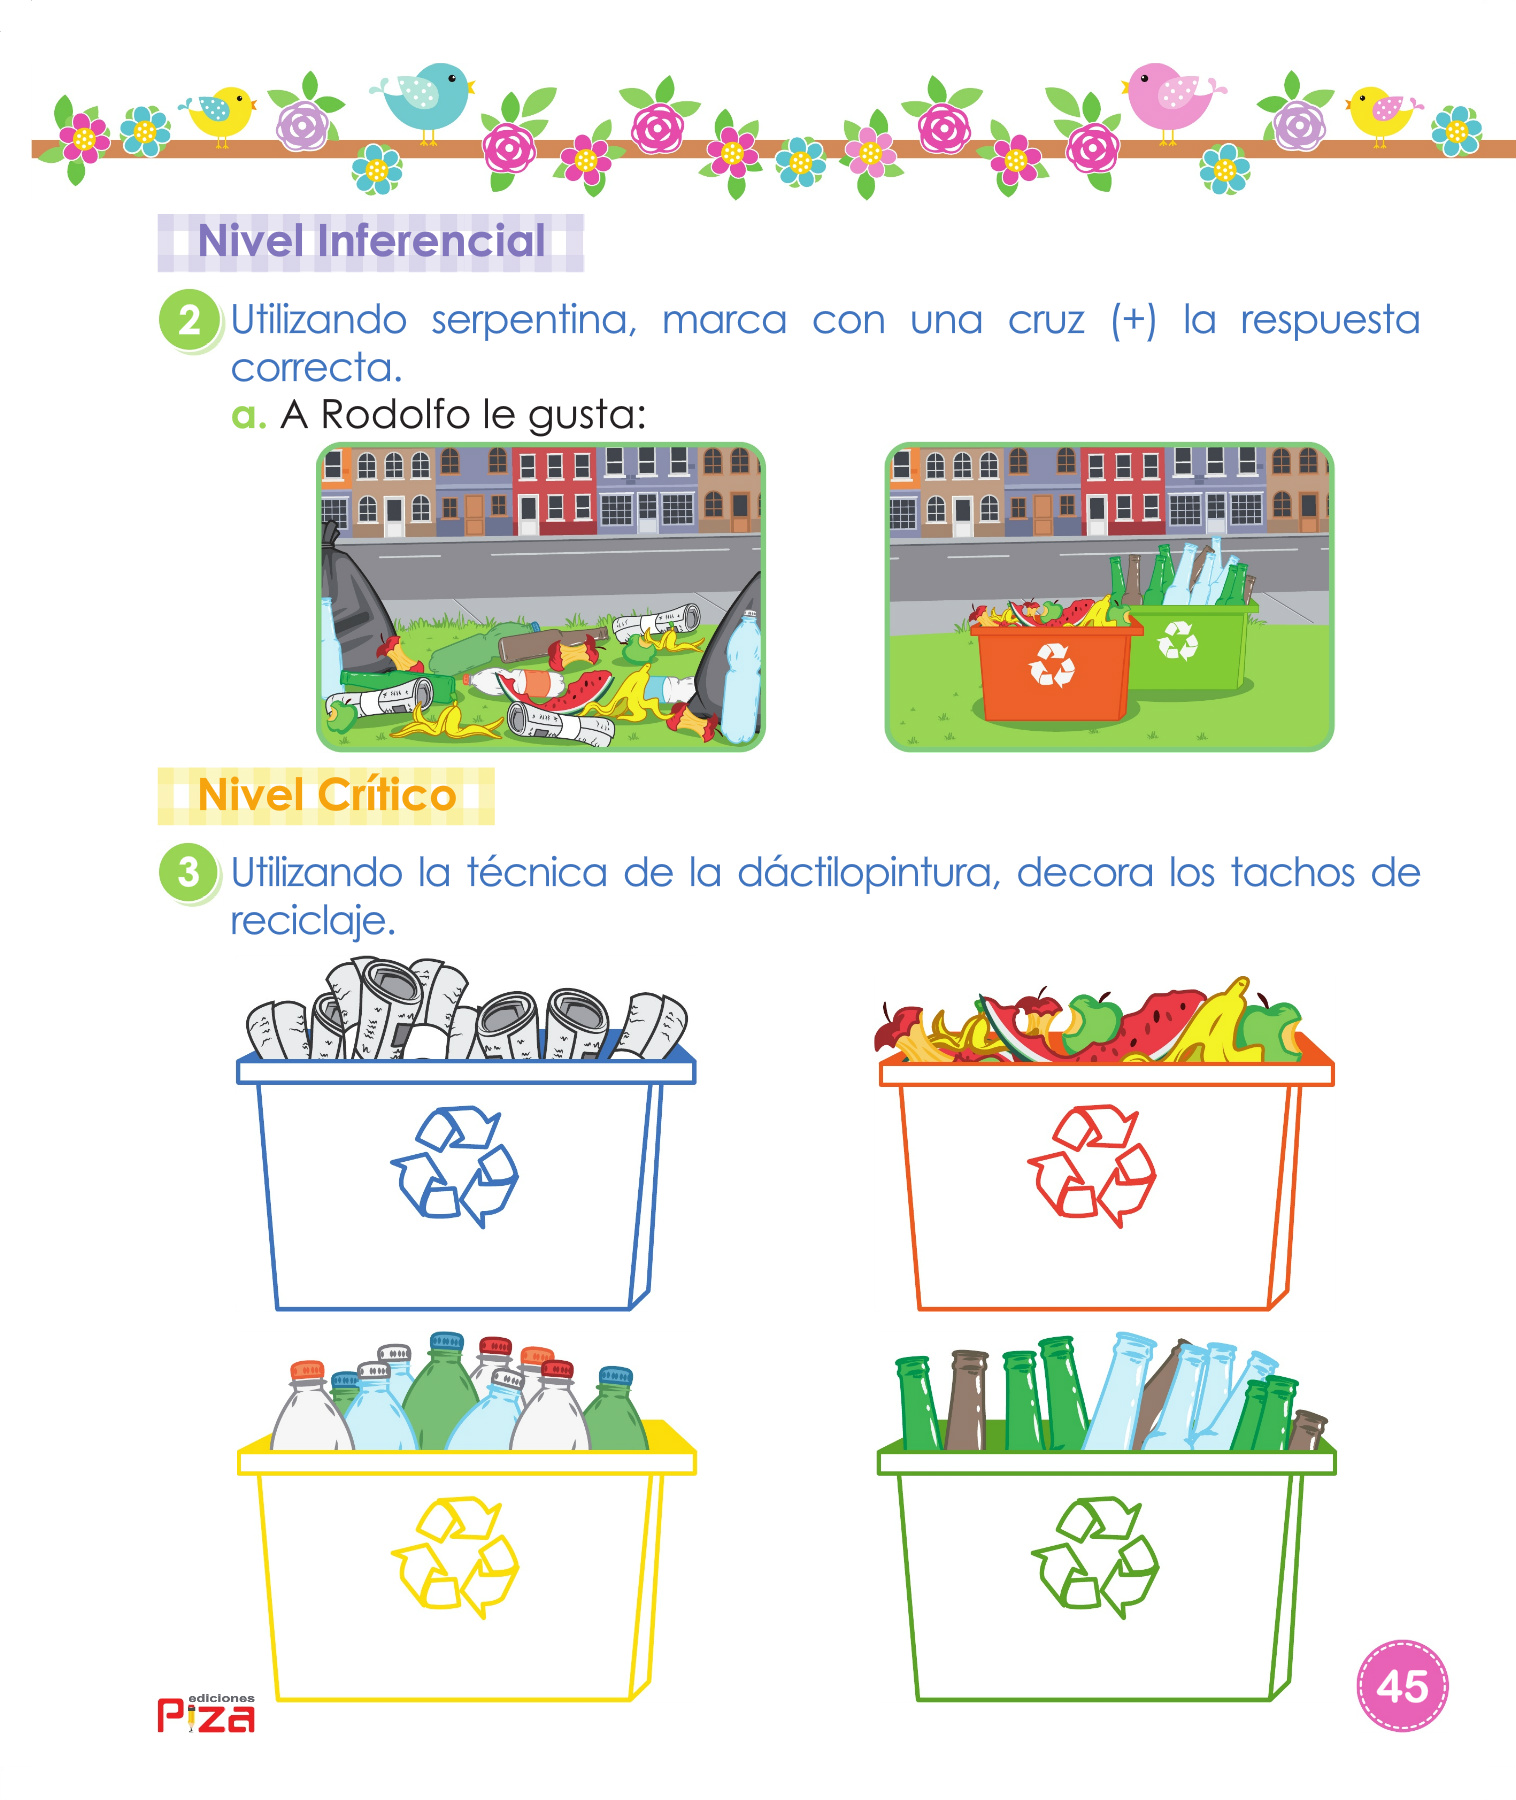 Nivel Inferencial
2 Utilizando serpentina, marca con una cruz (+) la respuesta
correcta.
a. A Rodolfo le gusta:
Nivel Crítico
3 Utilizando la técnica de la dáctilopintura, decora los tachos de
reciclaje.
ediciones
Piza
45